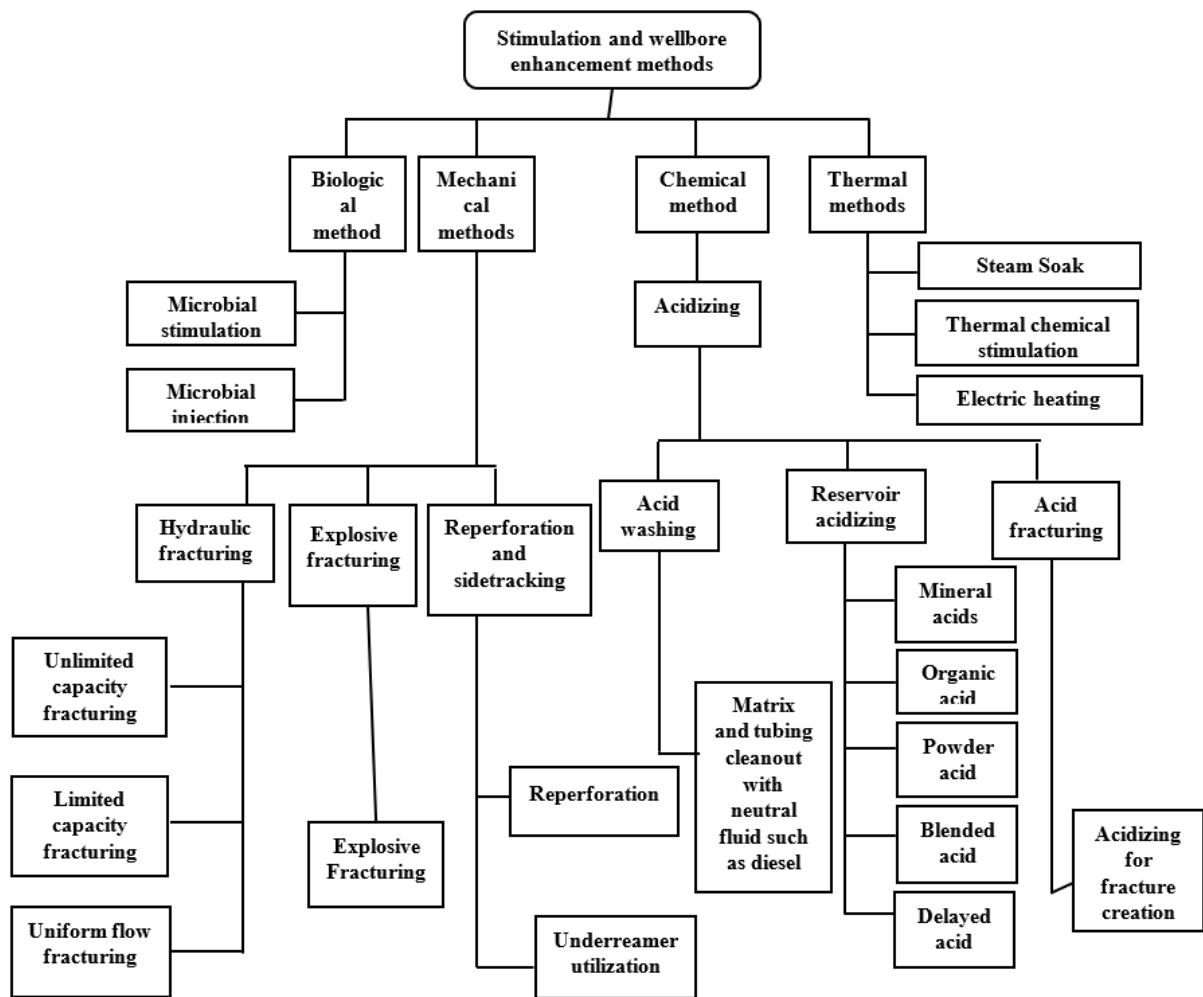 Stimulation and wellbore
enhancement methods
Biologic
al
method
Mechani
cal
methods
Chemical
method
Thermal
methods
Steam Soak
Thermal chemical
stimulation
Electric heating
Microbial
stimulation
Microbial
injection
Acidizing
Hydraulic
fracturing
Explosive
fracturing
Reperforation
and
sidetracking
Acid
washing
Reservoir
acidizing
Acid
fracturing
Unlimited
capacity
fracturing
Limited
capacity
fracturing
Uniform flow
fracturing
Explosive
Fracturing
Reperforation
Underreamer
utilization
Matrix
and tubing
cleanout
with
neutral
fluid such
as diesel
Mineral
acids
Organic
acid
Powder
acid
Blended
acid
Delayed
acid
Acidizing
for
fracture
creation